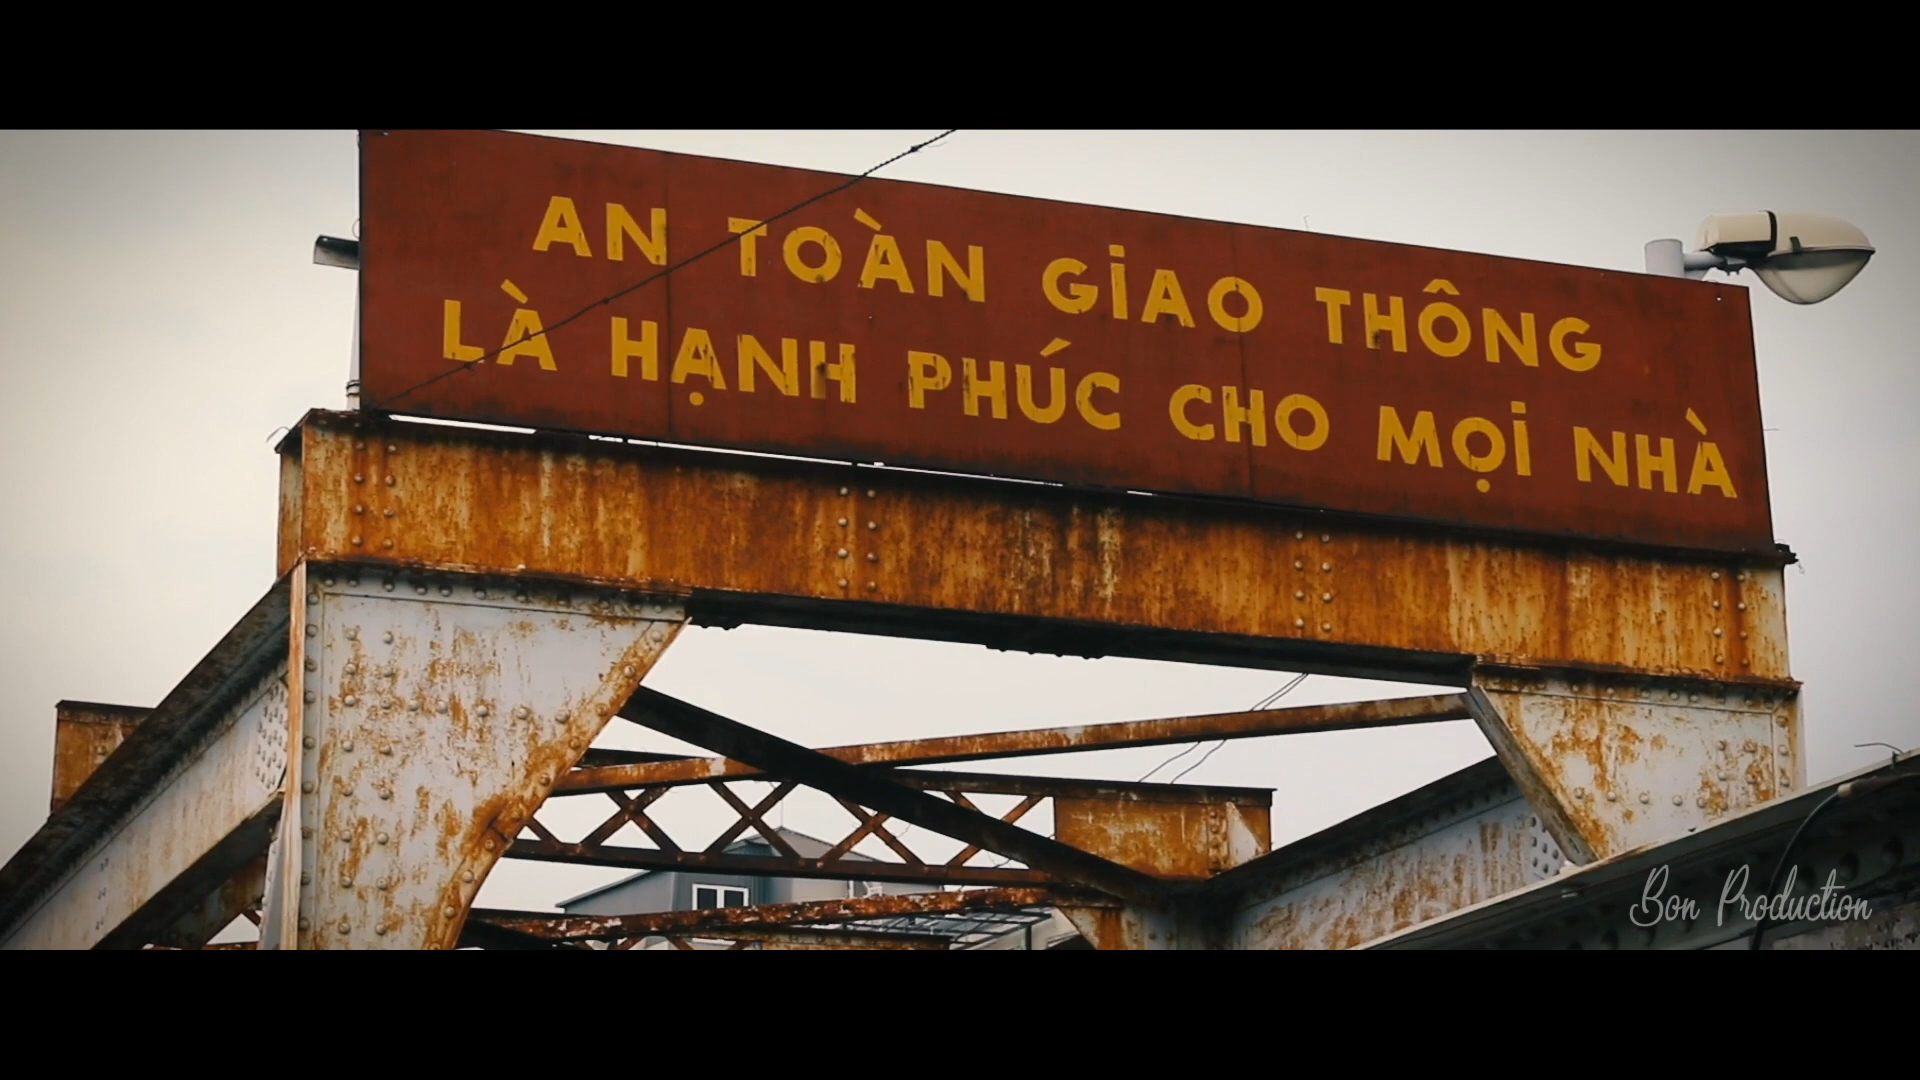 AN TOÀN GIAO THÔNG
LÀ HẠNH PHÚC CHO MỌI NHÀ
Bon Production